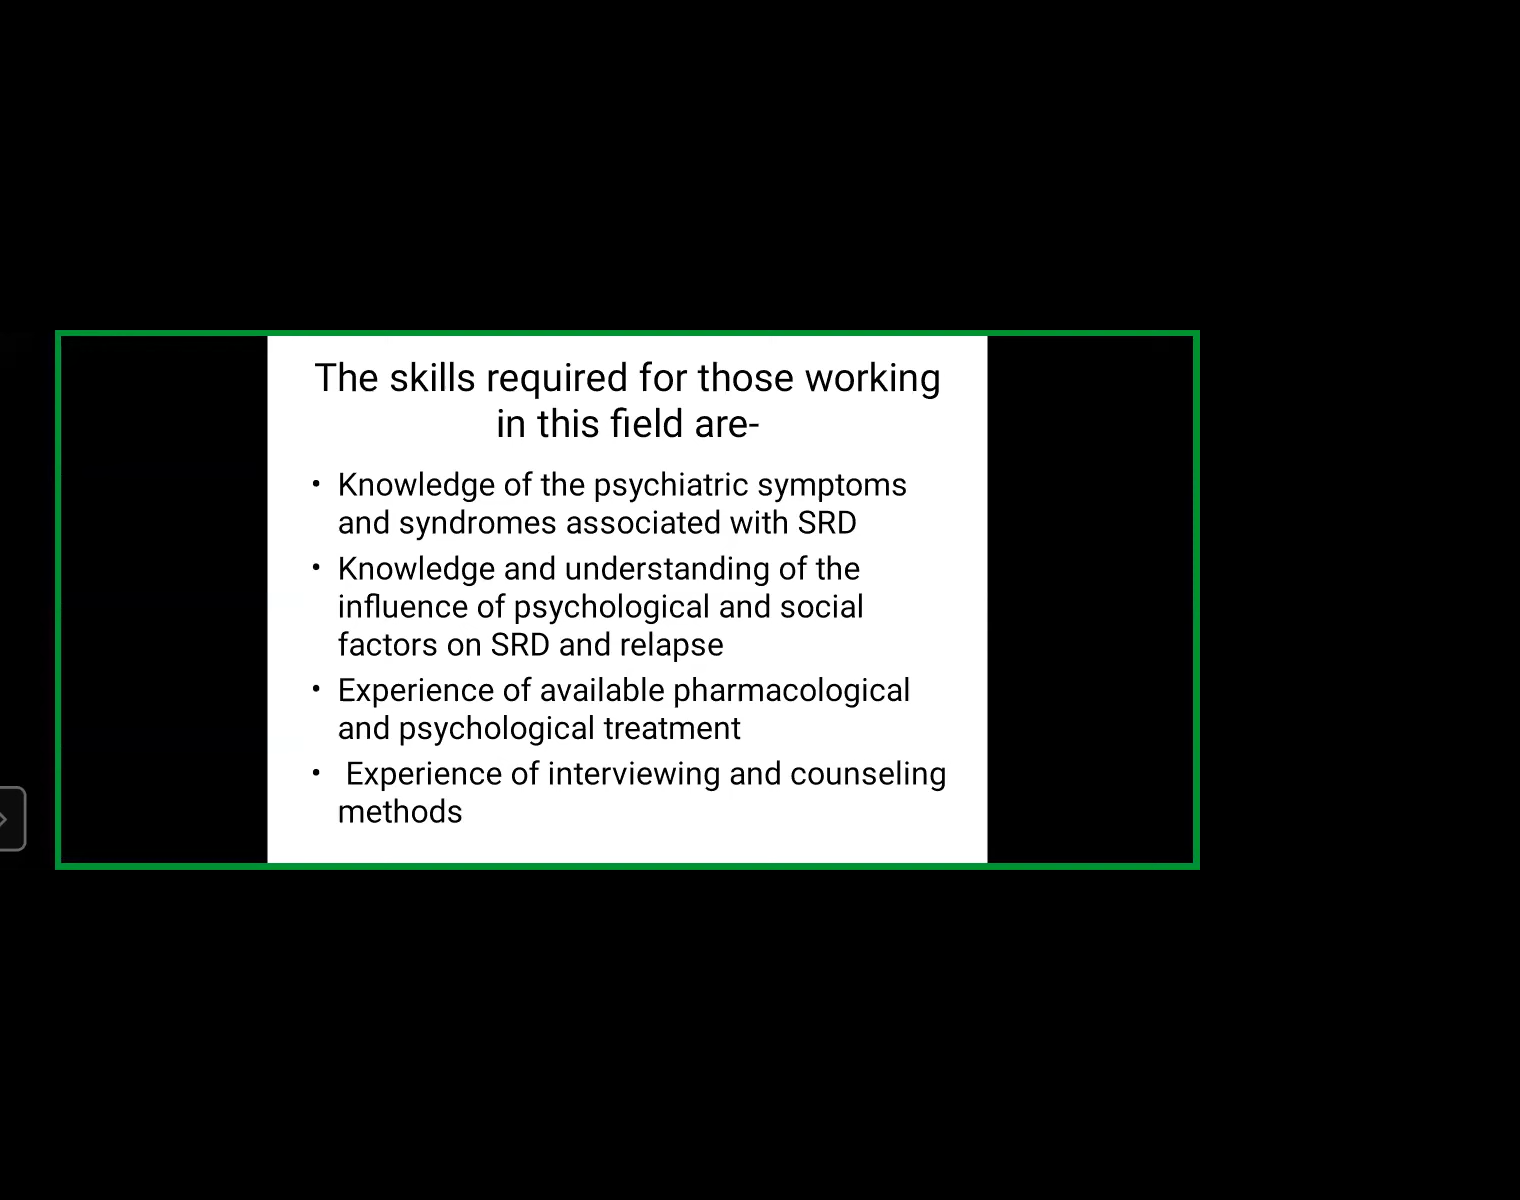 The skills required for those working
in this field are-
• Knowledge of the psychiatric symptoms
and syndromes associated with SRD
• Knowledge and understanding of the
influence of psychological and social
factors on SRD and relapse
• Experience of available pharmacological
and psychological treatment
• Experience of interviewing and counseling
methods